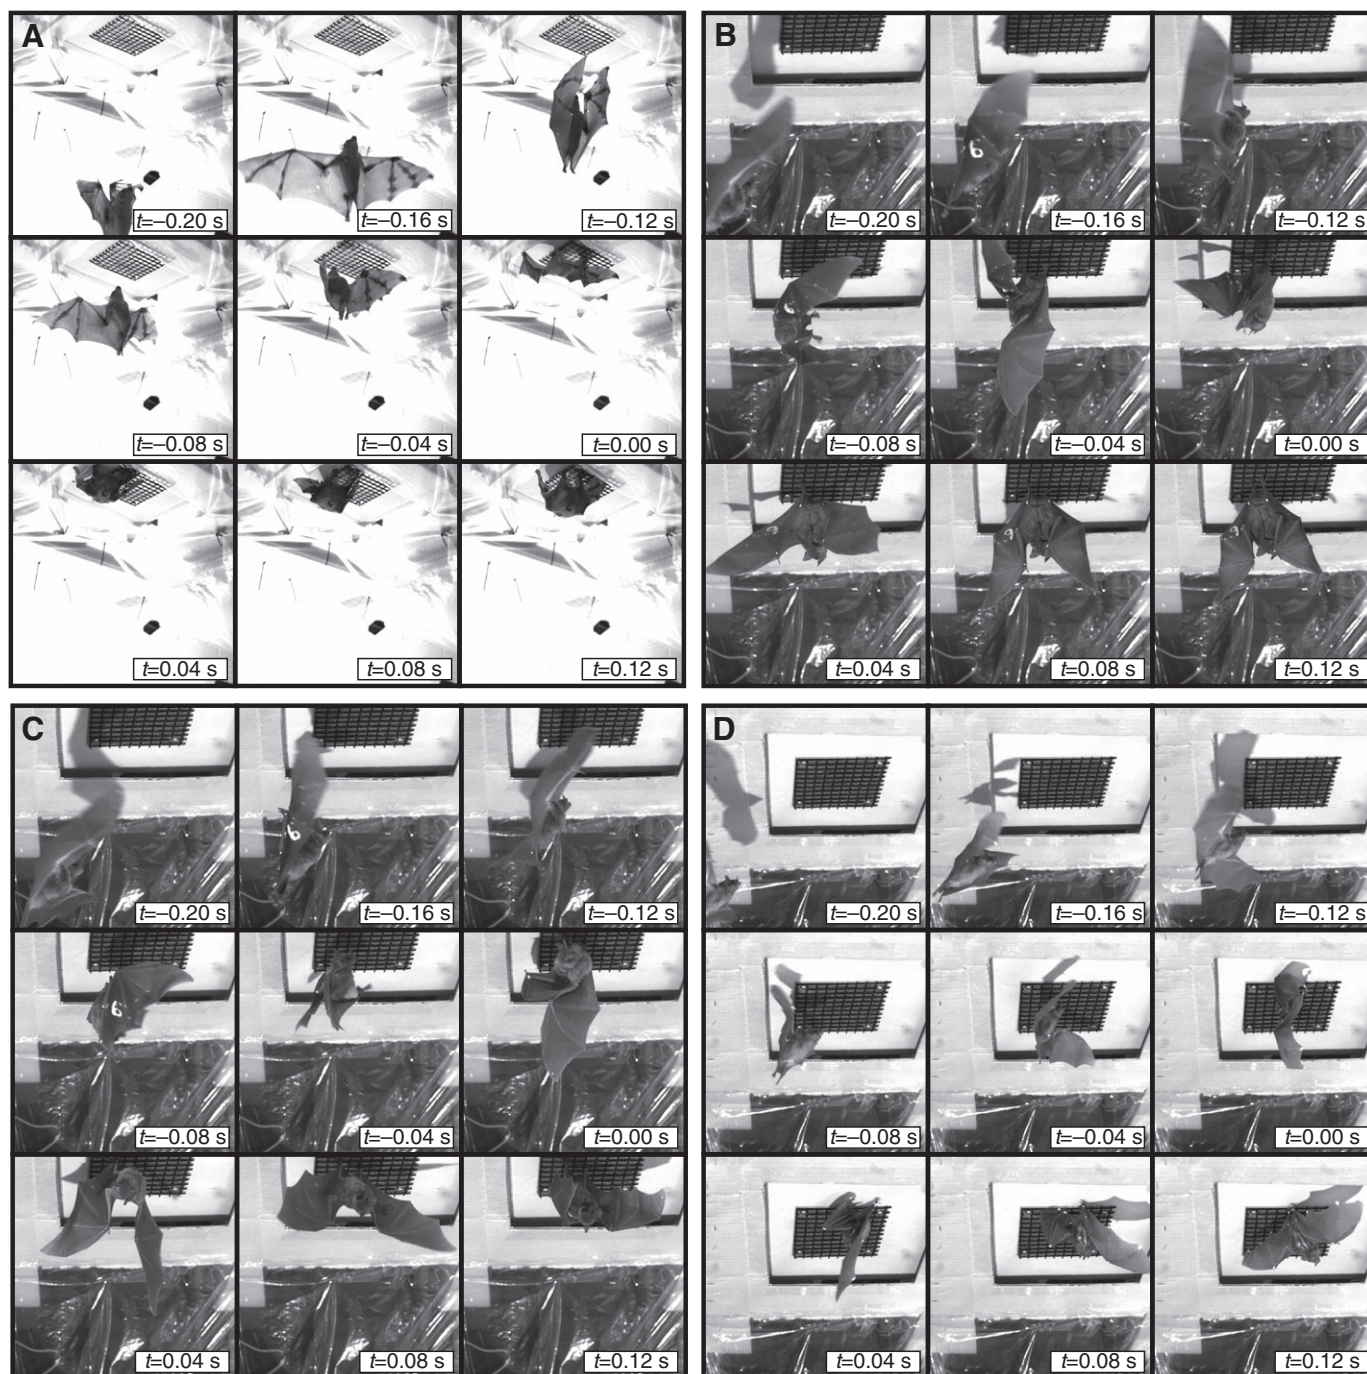 A
t=–0.20 s
t=–0.16 s
t=–0.12 s
t=–0.08 s
t=–0.04 s
t=0.00 s
t=0.04 s
t=0.08 s
t=0.12 s
B
t=–0.20 s
6
t=–0.16 s
t=–0.12 s
t=–0.08 s
t=–0.04 s
t=0.00 s
t=0.04 s
t=0.08 s
t=0.12 s
C
t=–0.20 s
6
t=–0.16 s
t=–0.12 s
6
t=–0.08 s
t=–0.04 s
t=0.00 s
t=0.04 s
t=0.08 s
t=0.12 s
D
t=–0.20 s
t=–0.16 s
t=–0.12 s
t=–0.08 s
t=–0.04 s
t=0.00 s
t=0.04 s
t=0.08 s
t=0.12 s